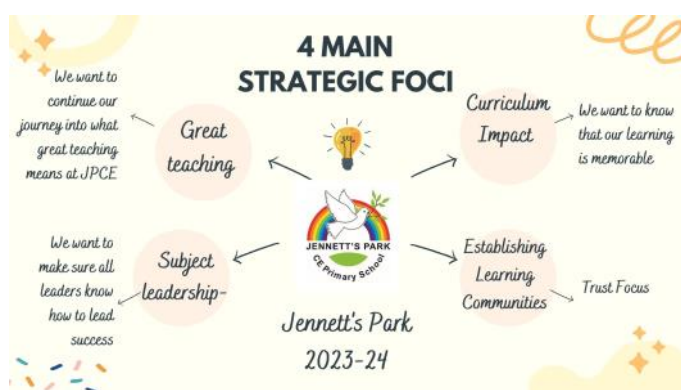 4 MAIN
STRATEGIC FOCI
We want to
continue our
journey into what
great teaching
means at JPCE
Great
teaching
Curriculum
Impact
We want to know
that our learning
is memorable
We want to
make sure all
leaders know
how to lead
success
Subject
leadership-
JENNETT'S PARK
CE Primary School
Establishing
Learning
Communities
Trust Focus
Jennett's Park
2023-24